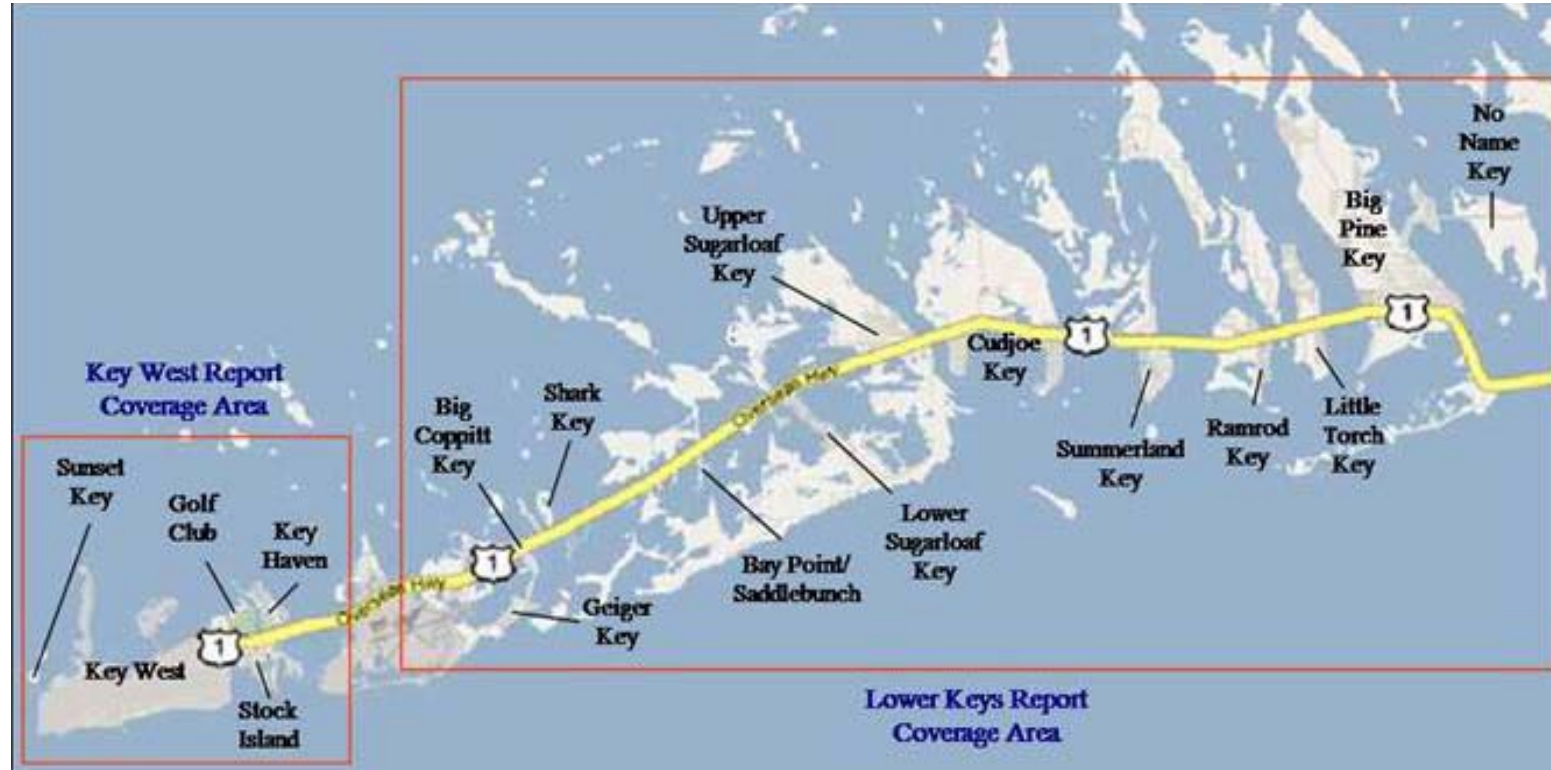 No
Name
Key
Big
Pine
Key
Upper
Sugarloaf
Key
1
1
Cudjoe
Key
Overseas Hwy
Little
Torch
Key
Ramrod
Key
Summerland
Key
Key West Report
Coverage Area
Shark
Key
Big
Coppitt
Key
Lower
Sugarloaf
Key
Bay Point/
Saddlebunch
Sunset
Key
Golf
Club
Key
Haven
1
Overseas Hwy
Geiger
Key
1
Key West
Stock
Island
Lower Keys Report
Coverage Area